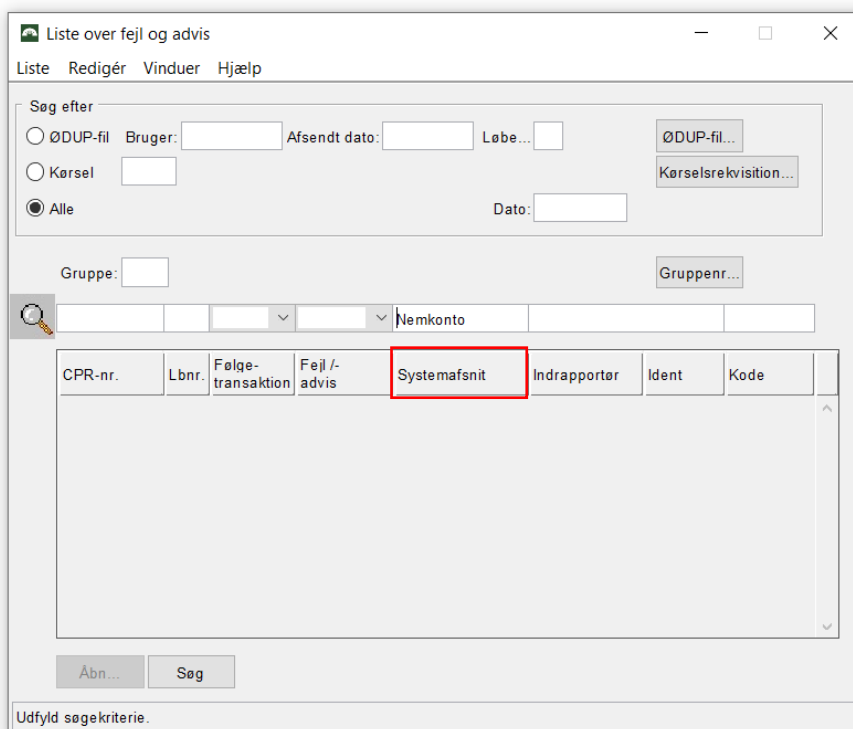 Liste over fejl og advis
Liste Redigér Vinduer Hjælp
Søg efter
ØDUP-fil Bruger: Afsendt dato: Løbe... ØDUP-fil...
Kørsel Kørselsrekvisition...
Alle Dato:
Gruppe: Gruppenr...
Nemkonto
CPR-nr. Lbnr. Følge-transaktion Fejl /-advis Systemafsnit Indrapportør Ident Kode
Åbn... Søg
Udfyld søgekriterie.